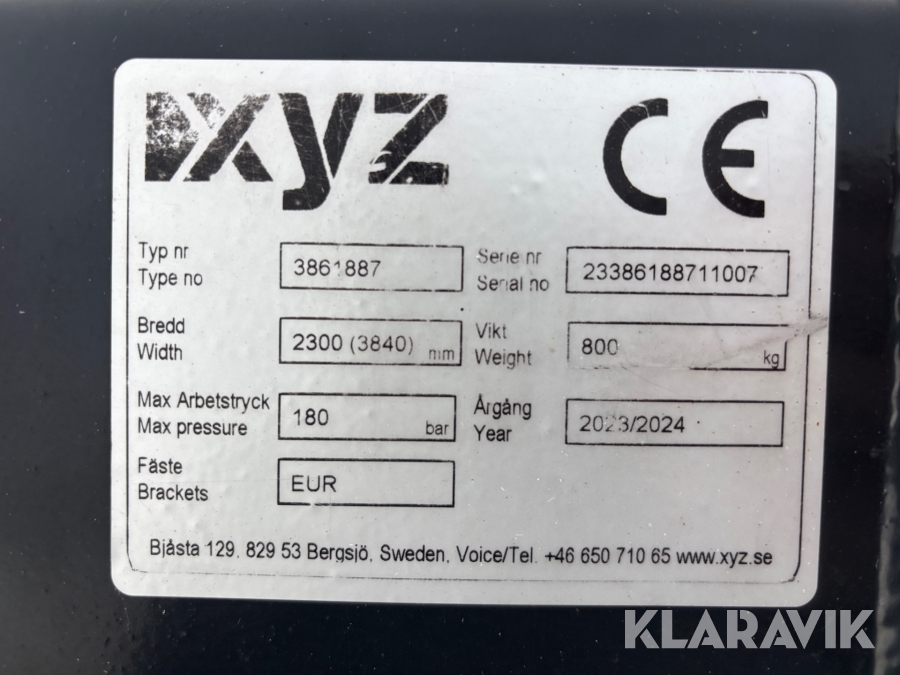 xyz CE
Typ nr
Type no
3861887
Serie nr
Serial no
23386188711007
Bredd
Width
2300 (3840) mm
Vikt
Weight
800 kg
Max Arbetstryck
Max pressure
180 bar
Årgång
Year
2023/2024
Fäste
Brackets
EUR
Bjåsta 129, 829 53 Bergsjö, Sweden, Voice/Tel. +46 650 710 65 www.xyz.se
KLARAVIK